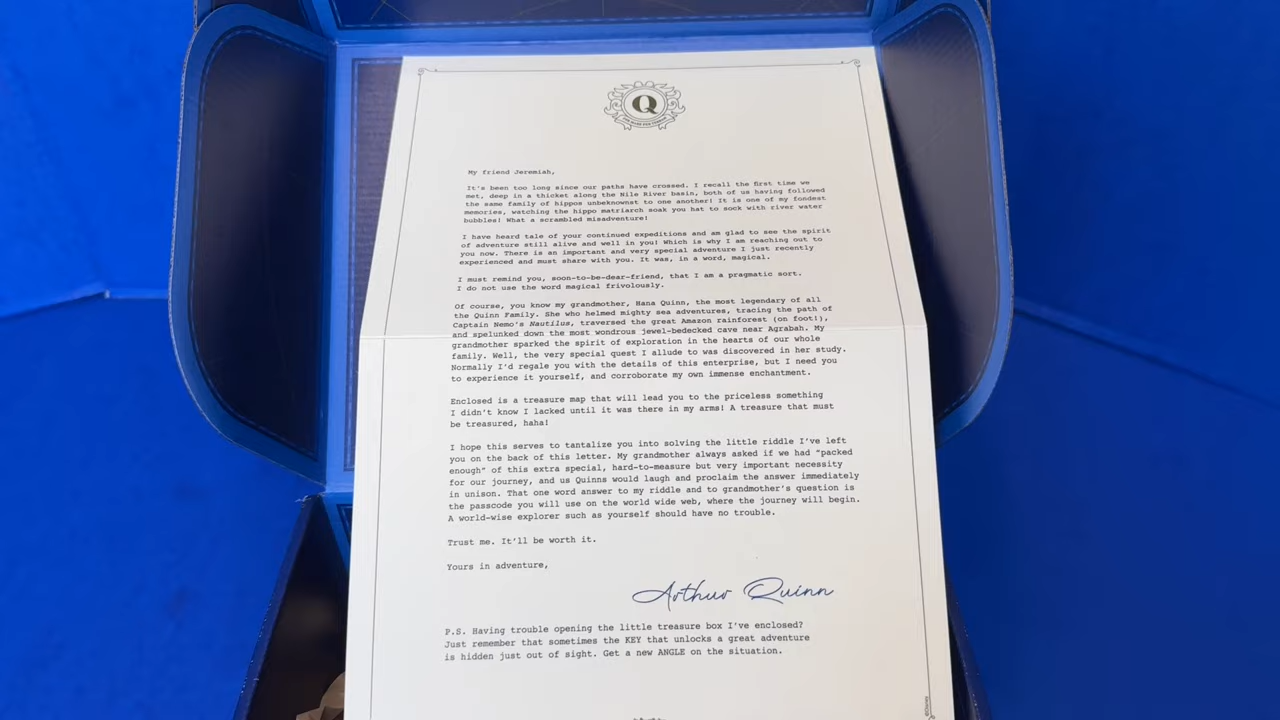 Q
My friend Jeremiah,
It's been too long since our paths have crossed. I recall the first time we
met, deep in a thicket along the Nile River basin, both of us having followed
the same family of hippos unbeknownst to one another! It is one of my fondest
memories, watching the hippo matriarch soak you hat to sock with river water
bubbles! What a scrambled misadventure!
I have heard tale of your continued expeditions and am glad to see the spirit
of adventure still alive and well in you! Which is why I am reaching out to
you now. There is an important and very special adventure I just recently
experienced and must share with you. It was, in a word, magical.
I must remind you, soon-to-be-dear-friend, that I am a pragmatic sort.
I do not use the word magical frivolously.
Of course, you know my grandmother, Hana Quinn, the most legendary of all
the Quinn Family. She who helmed mighty sea adventures, tracing the path of
Captain Nemo's Nautilus, traversed the great Amazon rainforest (on foot!),
and spelunked down the most wondrous jewel-bedecked cave near Agrabah. My
grandmother sparked the spirit of exploration in the hearts of our whole
family. Well, the very special quest I allude to was discovered in her study.
Normally I'd regale you with the details of this enterprise, but I need you
to experience it yourself, and corroborate my own immense enchantment.
Enclosed is a treasure map that will lead you to the priceless something
I didn't know I lacked until it was there in my arms! A treasure that must
be treasured, haha!
I hope this serves to tantalize you into solving the little riddle I've left
you on the back of this letter. My grandmother always asked if we had "packed
enough" of this extra special, hard-to-measure but very important necessity
for our journey, and us Quinns would laugh and proclaim the answer immediately
in unison. That one word answer to my riddle and to grandmother's question is
the passcode you will use on the world wide web, where the journey will begin.
A world-wise explorer such as yourself should have no trouble.
Trust me. It'll be worth it.
Yours in adventure,
Arthur Quinn
P.S. Having trouble opening the little treasure box I've enclosed?
Just remember that sometimes the KEY that unlocks a great adventure
is hidden just out of sight. Get a new ANGLE on the situation.
©Disney